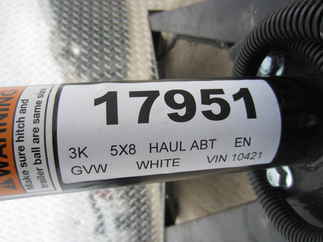 WARNING
Make sure hitch and
trailer ball are same size
17951
3K 5X8 HAUL ABT EN
GVW WHITE VIN 10421